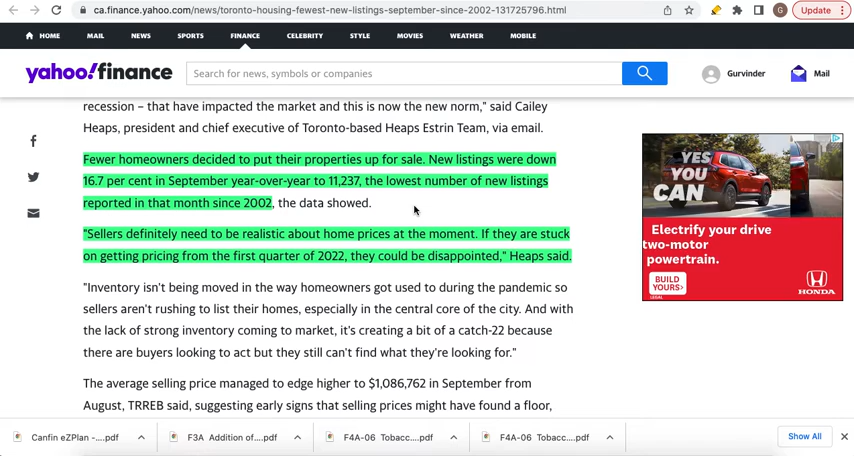 ca.finance.yahoo.com/news/toronto-housing-fewest-new-listings-september-since-2002-131725796.html
G
Update
HOME MAIL NEWS SPORTS FINANCE CELEBRITY STYLE MOVIES WEATHER MOBILE
yahoo!finance
Search for news, symbols or companies
Gurvinder
Mail
recession – that have impacted the market and this is now the new norm," said Cailey
Heaps, president and chief executive of Toronto-based Heaps Estrin Team, via email.
Fewer homeowners decided to put their properties up for sale. New listings were down
16.7 per cent in September year-over-year to 11,237, the lowest number of new listings
reported in that month since 2002, the data showed.
"Sellers definitely need to be realistic about home prices at the moment. If they are stuck
on getting pricing from the first quarter of 2022, they could be disappointed," Heaps said.
"Inventory isn't being moved in the way homeowners got used to during the pandemic so
sellers aren't rushing to list their homes, especially in the central core of the city. And with
the lack of strong inventory coming to market, it's creating a bit of a catch-22 because
there are buyers looking to act but they still can't find what they're looking for."
The average selling price managed to edge higher to $1,086,762 in September from
August, TRREB said, suggesting early signs that selling prices might have found a floor,
YES
YOU
CAN
Electrify your drive
two-motor
powertrain.
BUILD
YOURS›
LEGAL
HONDA
Canfin eZPlan -....pdf
F3A Addition of....pdf
F4A-06 Tobacc....pdf
F4A-06 Tobacc....pdf
Show All